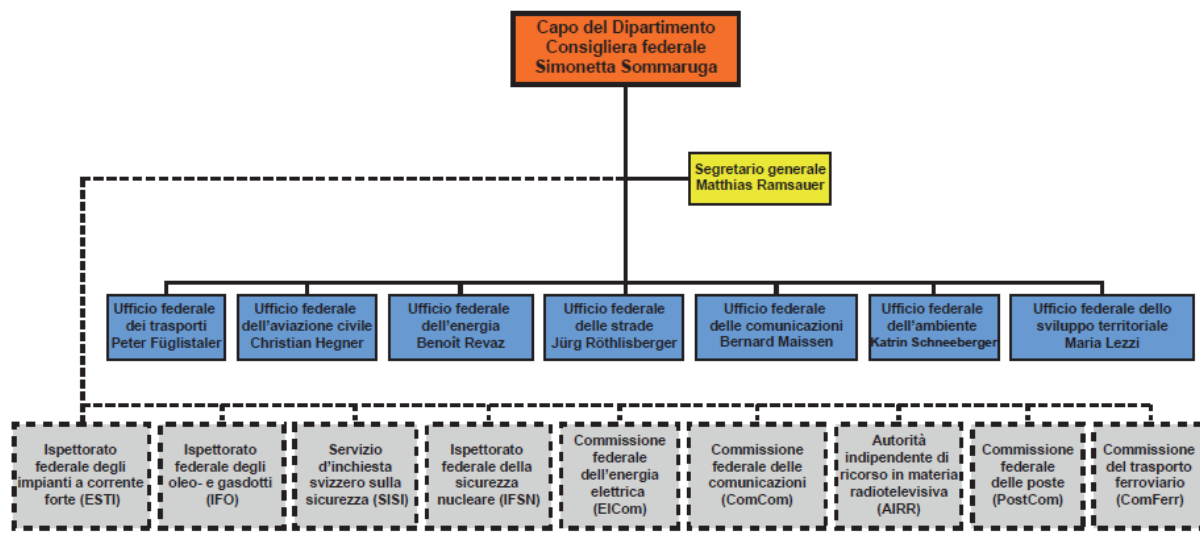 Capo del Dipartimento
Consigliera federale
Simonetta Sommaruga
Segretario generale
Matthias Ramsauer
Ufficio federale
dei trasporti
Peter Füglistaler
Ufficio federale
dell'aviazione civile
Christian Hegner
Ufficio federale
dell'energia
Benoît Revaz
Ufficio federale
delle strade
Jürg Röthlisberger
Ufficio federale
delle comunicazioni
Bernard Maissen
Ufficio federale
dell'ambiente
Katrin Schneeberger
Ufficio federale dello
sviluppo territoriale
Maria Lezzi
Ispettorato
federale degli
impianti a corrente
forte (ESTI)
Ispettorato
federale degli
oleo- e gasdotti
(IFO)
Servizio
d'inchiesta
svizzero sulla
sicurezza (SISI)
Ispettorato
federale della
sicurezza
nucleare (IFSN)
Commissione
federale
dell'energia
elettrica
(ElCom)
Commissione
federale delle
comunicazioni
(ComCom)
Autorità
indipendente di
ricorso in materia
radiotelevisiva
(AIRR)
Commissione
federale
delle poste
(PostCom)
Commissione
del trasporto
ferroviario
(ComFerr)